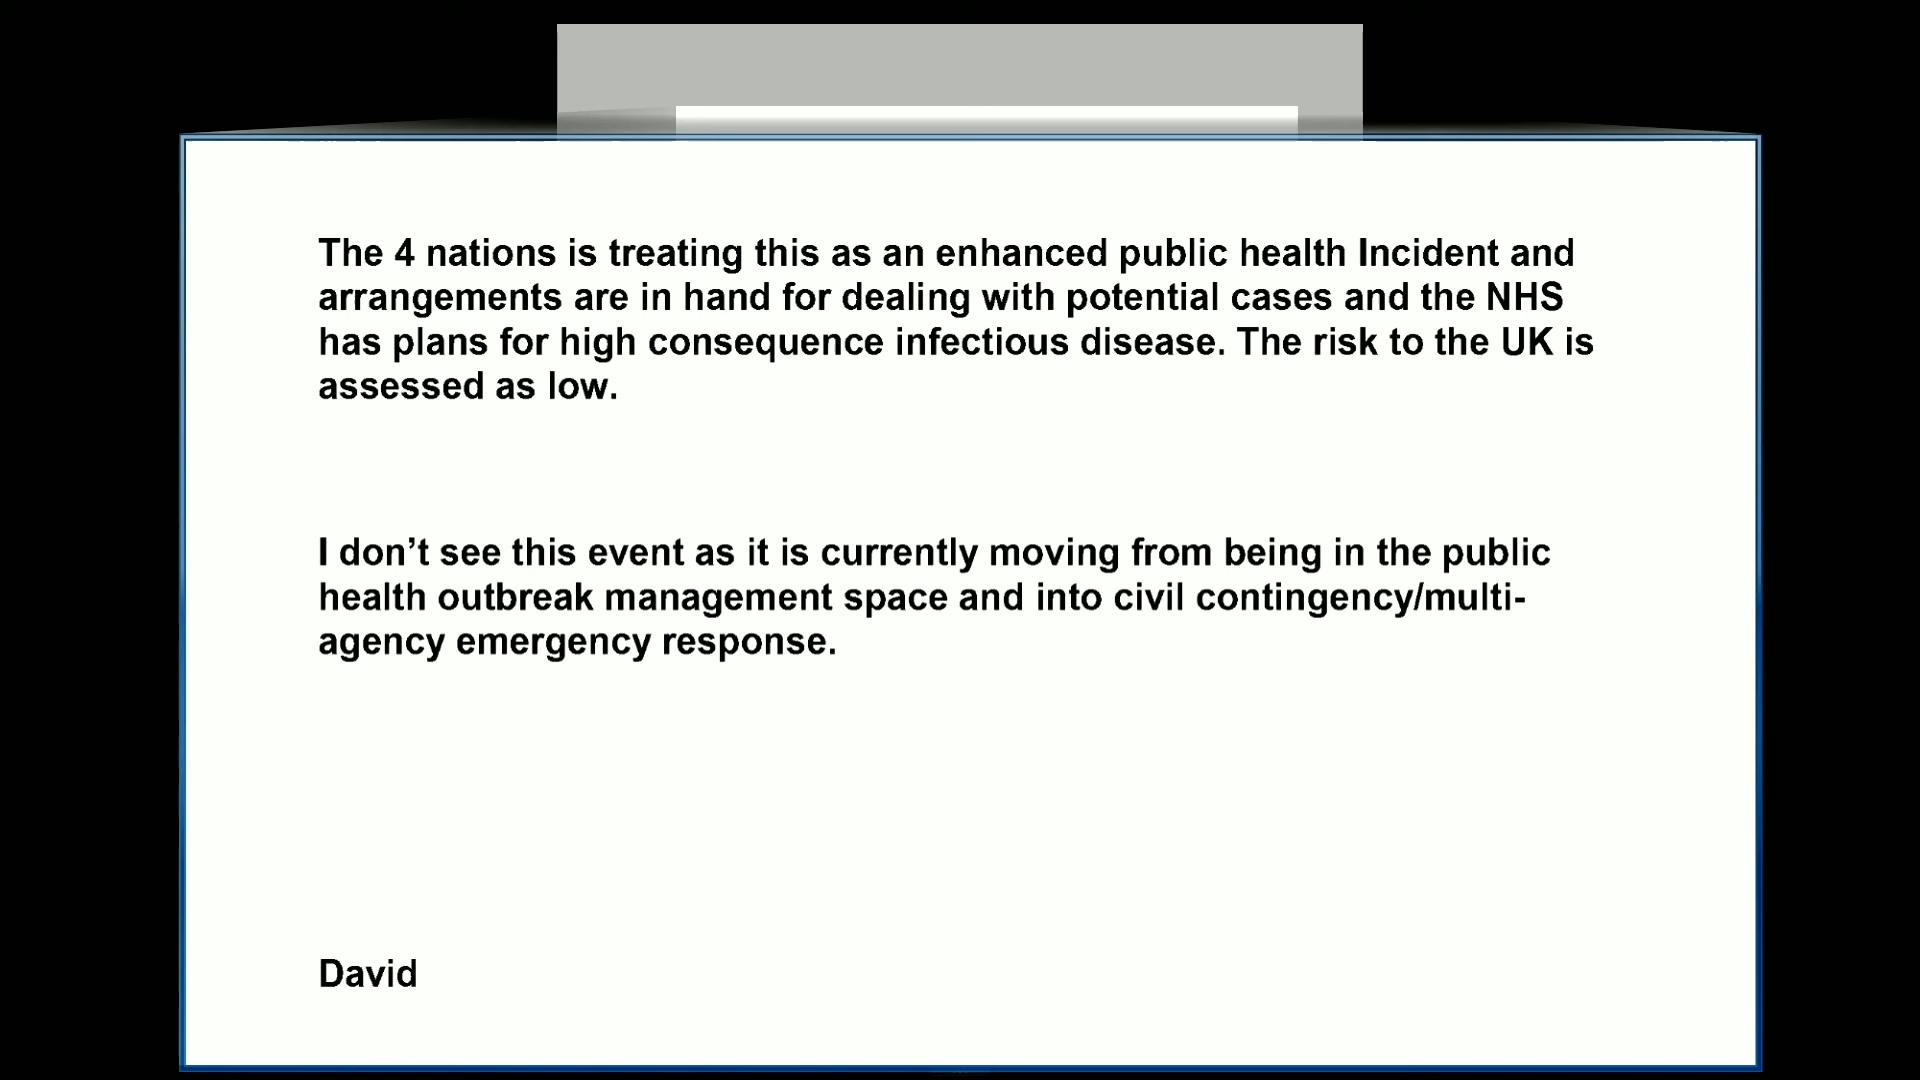 The 4 nations is treating this as an enhanced public health Incident and
arrangements are in hand for dealing with potential cases and the NHS
has plans for high consequence infectious disease. The risk to the UK is
assessed as low.
I don’t see this event as it is currently moving from being in the public
health outbreak management space and into civil contingency/multi-
agency emergency response.
David